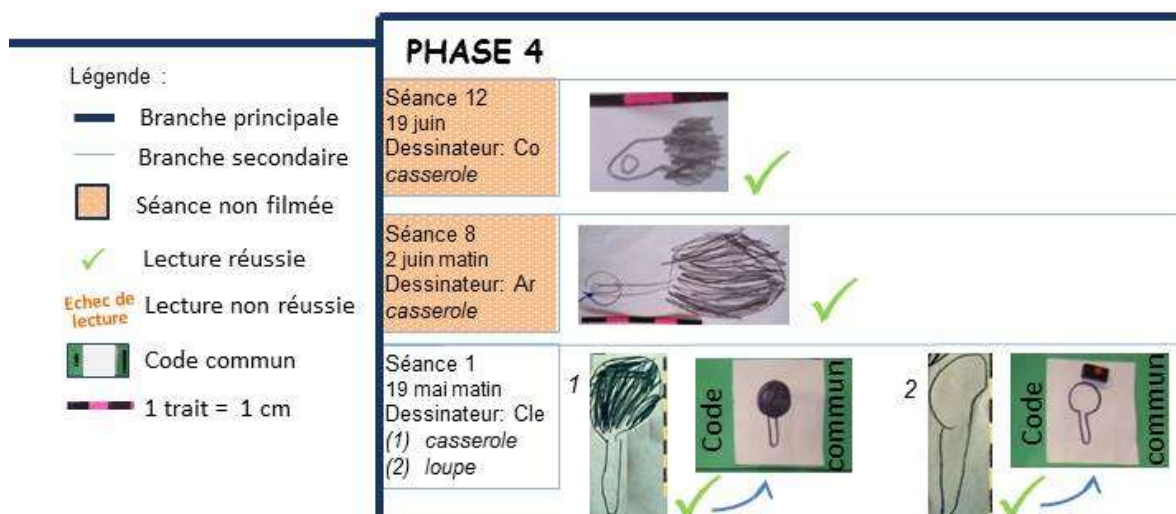 PHASE 4
Légende :
Branche principale
Branche secondaire
Séance non filmée
Lecture réussie
Echec de lecture
Lecture non réussie
Code commun
1 trait = 1 cm
Séance 12
19 juin
Dessinateur: Co
casserole
Séance 8
2 juin matin
Dessinateur: Ar
casserole
Séance 1
19 mai matin
Dessinateur: Cle
(1) casserole
(2) loupe
1
Code
commun
2
Code
commun